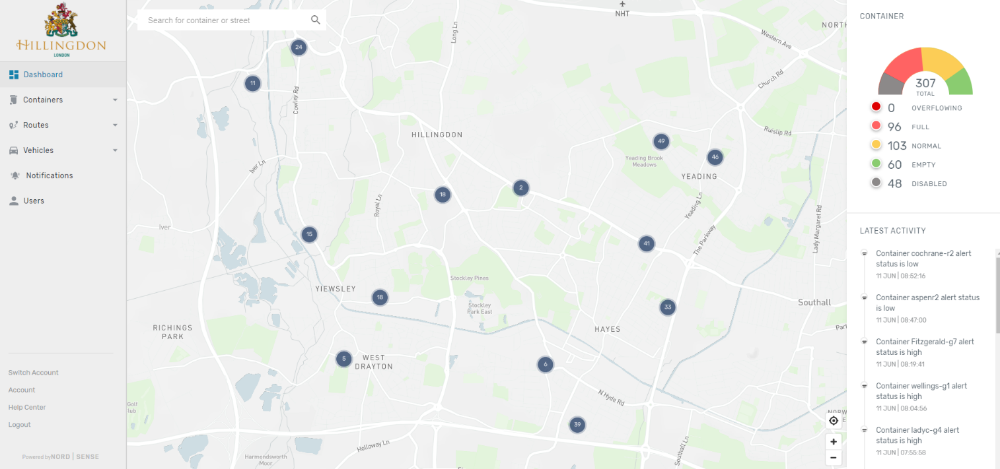 HILLINGDON
LONDON
Dashboard
Containers
Routes
Vehicles
Notifications
Users
Switch Account
Account
Help Center
Logout
Powered by NORD | SENSE
Search for container or street
NHT
NORTH
Long Ln
Western Ave
24
11
Cowley Rd
Church Rd
Ruislip Rd
HILLINGDON
49
46
Yeading Brook
Meadows
YEADING
Iver Ln
2
18
Royal Ln
Yeading Ln
Iver
15
The Parkway
Lady Margaret Rd
41
Stockley Pines
YIEWSLEY
18
Stockley
Park East
33
Southall
RICHINGS
PARK
HAYES
Par
5
WEST
DRAYTON
6
N Hyde Rd
Golf
lub
NORW
E
39
Holloway Ln
Southall Ln
Harmondsworth
Moor
CONTAINER
307
TOTAL
0 OVERFLOWING
96 FULL
103 NORMAL
60 EMPTY
48 DISABLED
LATEST ACTIVITY
Container cochrane-r2 alert
status is low
11 JUN | 08:52:16
Container aspenr2 alert status
is low
11 JUN | 08:47:00
Container Fitzgerald-g7 alert
status is high
11 JUN | 08:19:41
Container wellings-g1 alert
status is high
11 JUN | 08:04:56
Container ladyc-g4 alert
status is high
11 JUN | 07:55:58